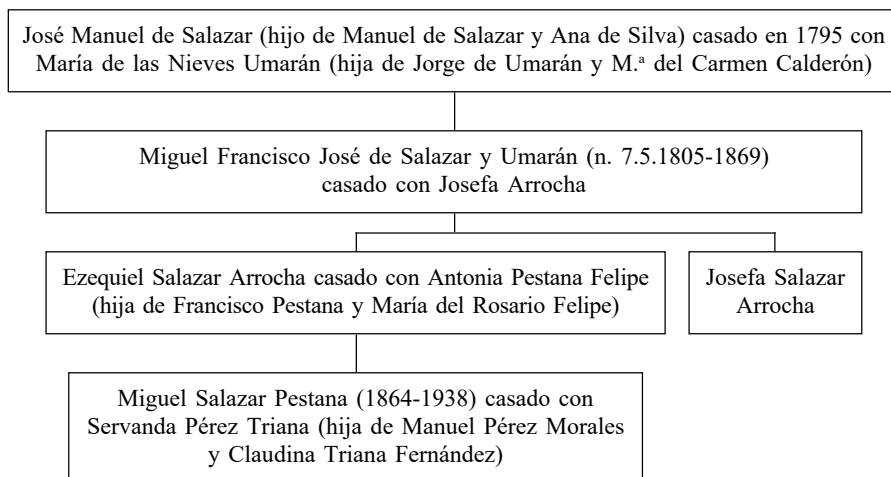 José Manuel de Salazar (hijo de Manuel de Salazar y Ana de Silva) casado en 1795 con
María de las Nieves Umarán (hija de Jorge de Umarán y M.ª del Carmen Calderón)
Miguel Francisco José de Salazar y Umarán (n. 7.5.1805-1869)
casado con Josefa Arrocha
Ezequiel Salazar Arrocha casado con Antonia Pestana Felipe
(hija de Francisco Pestana y María del Rosario Felipe)
Josefa Salazar
Arrocha
Miguel Salazar Pestana (1864-1938) casado con
Servanda Pérez Triana (hija de Manuel Pérez Morales
y Claudina Triana Fernández)